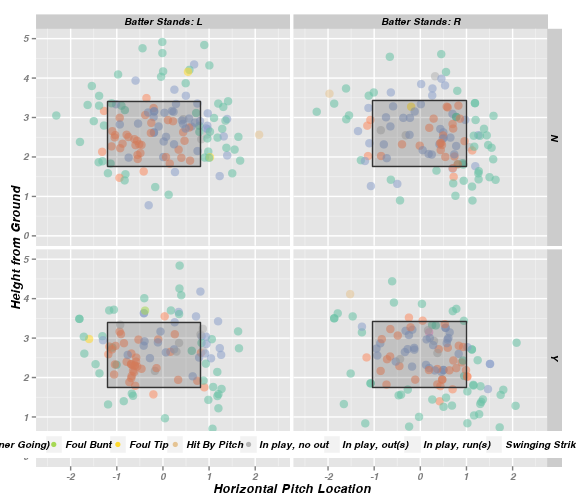 Batter Stands: L
Batter Stands: R
5
4
3
2
1
0
N
Height from Ground
5
4
3
2
1
Y
ner Going) Foul Bunt Foul Tip Hit By Pitch In play, no out In play, out(s) In play, run(s) Swinging Strik
-2 -1 0 1 2 -2 -1 0 1 2
Horizontal Pitch Location